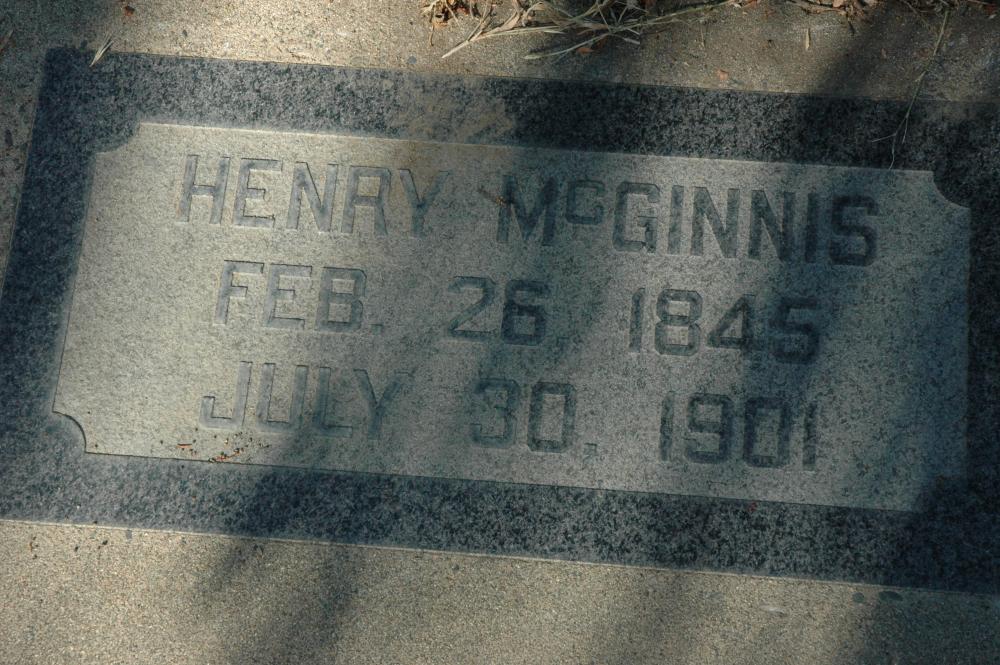 HENRY McGINNIS
FEB. 26, 1845
JULY 30, 1901